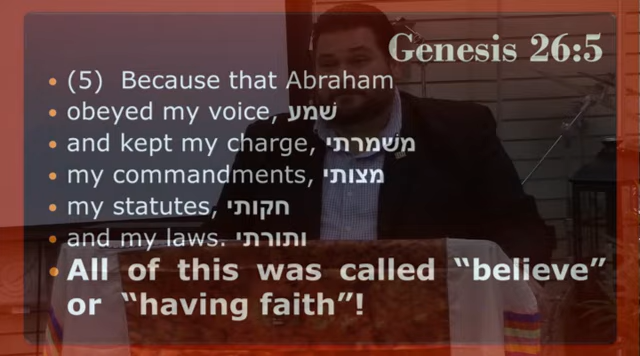 Genesis 26:5
• (5) Because that Abraham
• obeyed my voice, שמע
• and kept my charge, משמרתי
• my commandments, מצותי
• my statutes, חקותי
• and my laws. ותורתי
• All of this was called “believe”
or “having faith”!